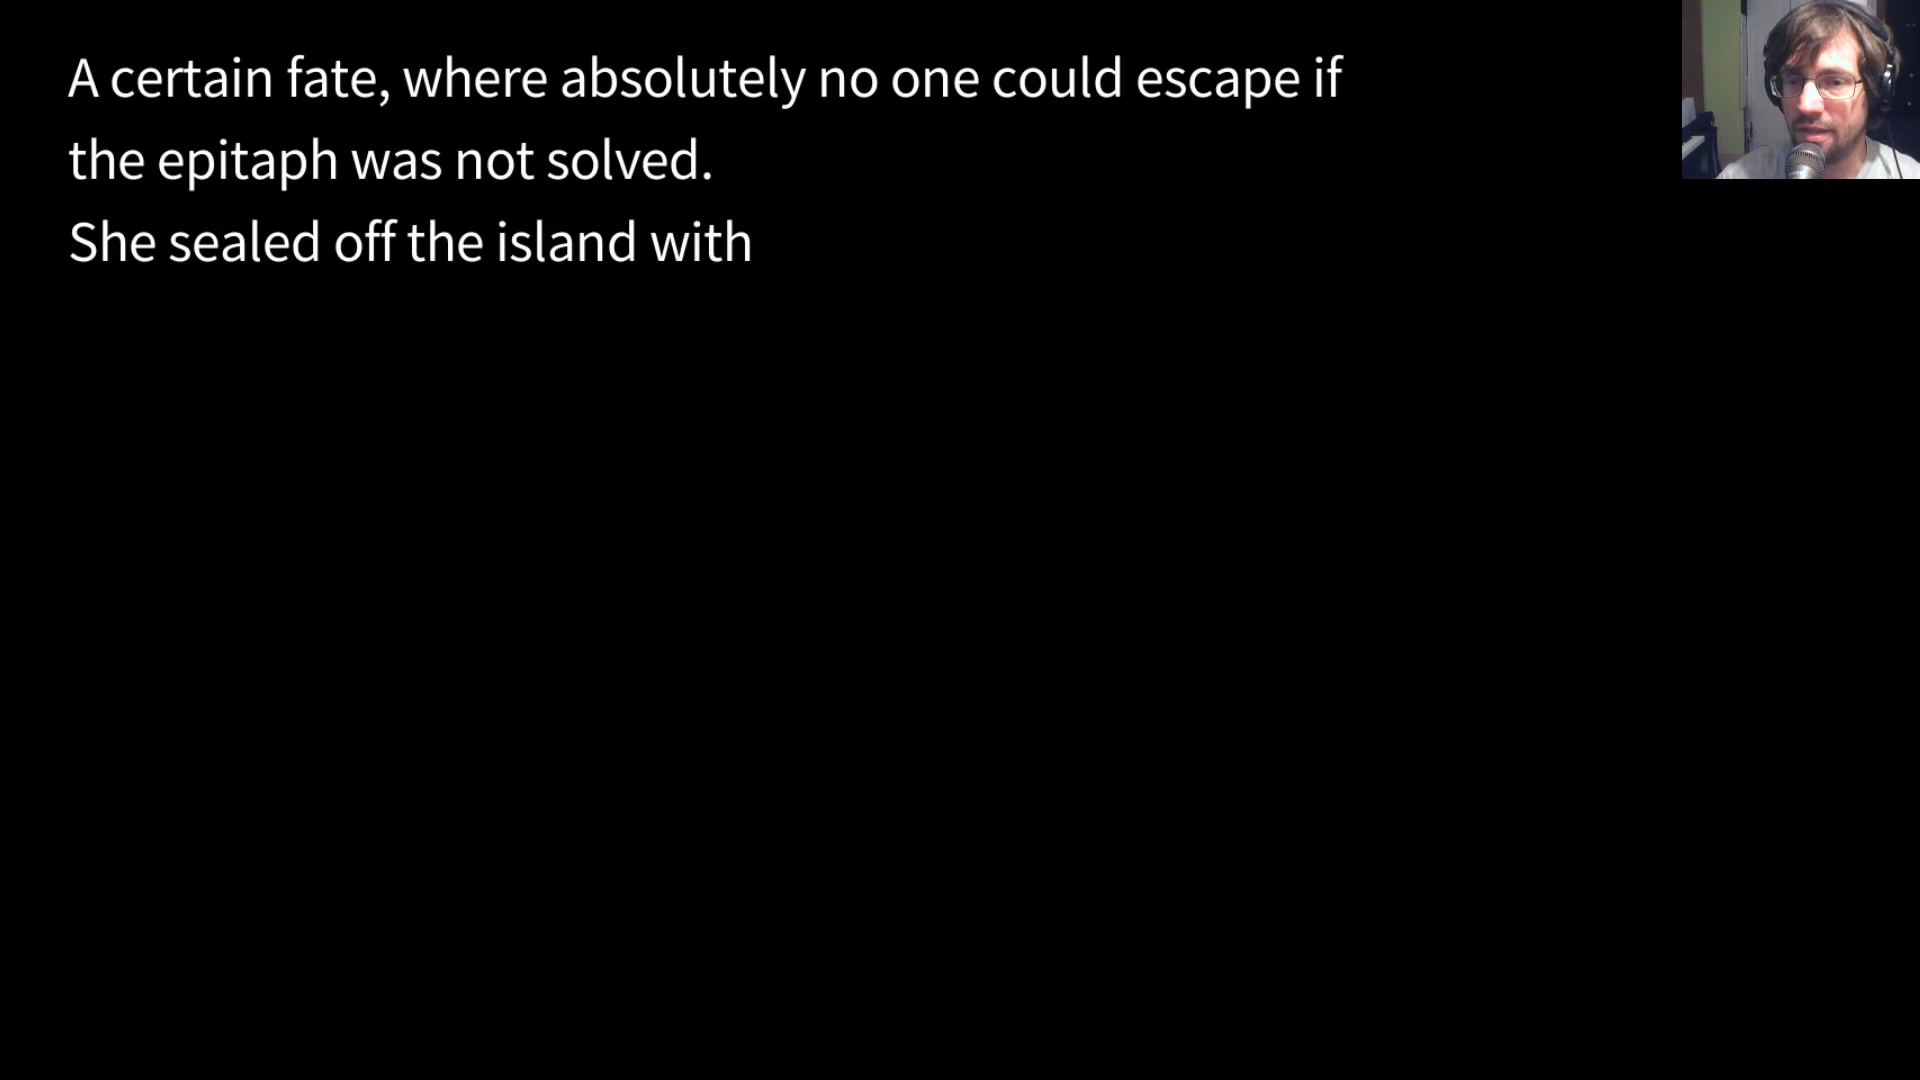 A certain fate, where absolutely no one could escape if
the epitaph was not solved.
She sealed off the island with